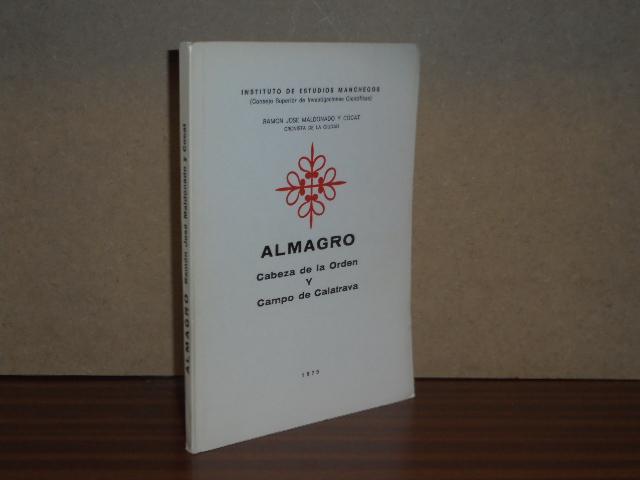 INSTITUTO DE ESTUDIOS MANCHEGOS
(Consejo Superior de Investigaciones Científicas)
RAMON JOSE MALDONADO Y COCAT
CRONISTA DE LA CIUDAD
ALMAGRO
Cabeza de la Orden
Y
Campo de Calatrava
ALMAGRO Ramón José Maldonado y Cocat